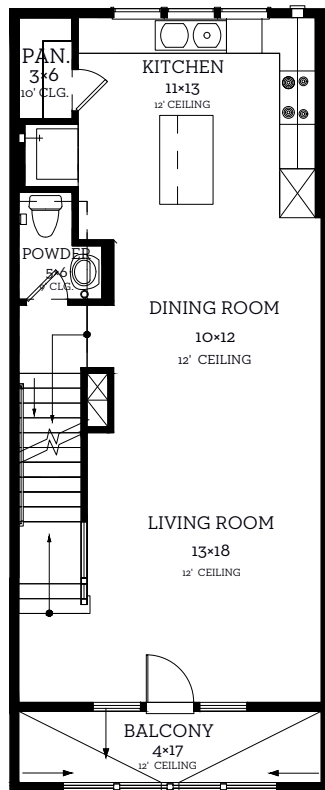 PAN.
3×6
10' CLG.
KITCHEN
11×13
12' CEILING
POWDER
5×6
9' CLG.
DINING ROOM
10×12
12' CEILING
LIVING ROOM
13×18
12' CEILING
BALCONY
4×17
12' CEILING